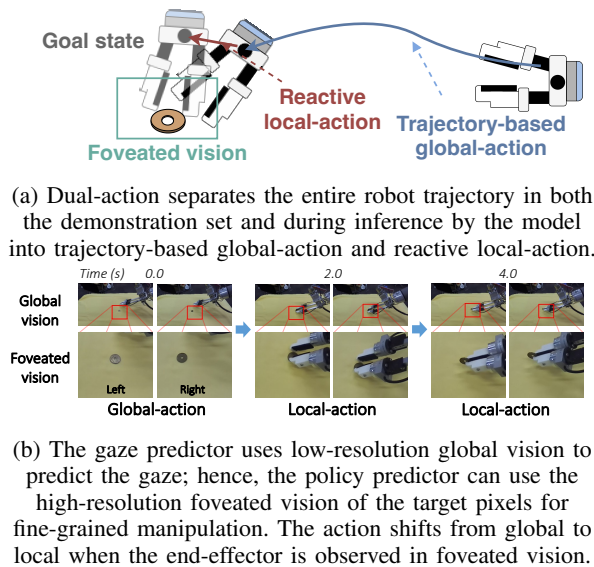 Goal state
Reactive
local-action
Trajectory-based
global-action
Foveated vision
(a) Dual-action separates the entire robot trajectory in both
the demonstration set and during inference by the model
into trajectory-based global-action and reactive local-action.
Time (s) 0.0 2.0 4.0
Global
vision
Foveated
vision
Left Right
Global-action Local-action Local-action
(b) The gaze predictor uses low-resolution global vision to
predict the gaze; hence, the policy predictor can use the
high-resolution foveated vision of the target pixels for
fine-grained manipulation. The action shifts from global to
local when the end-effector is observed in foveated vision.